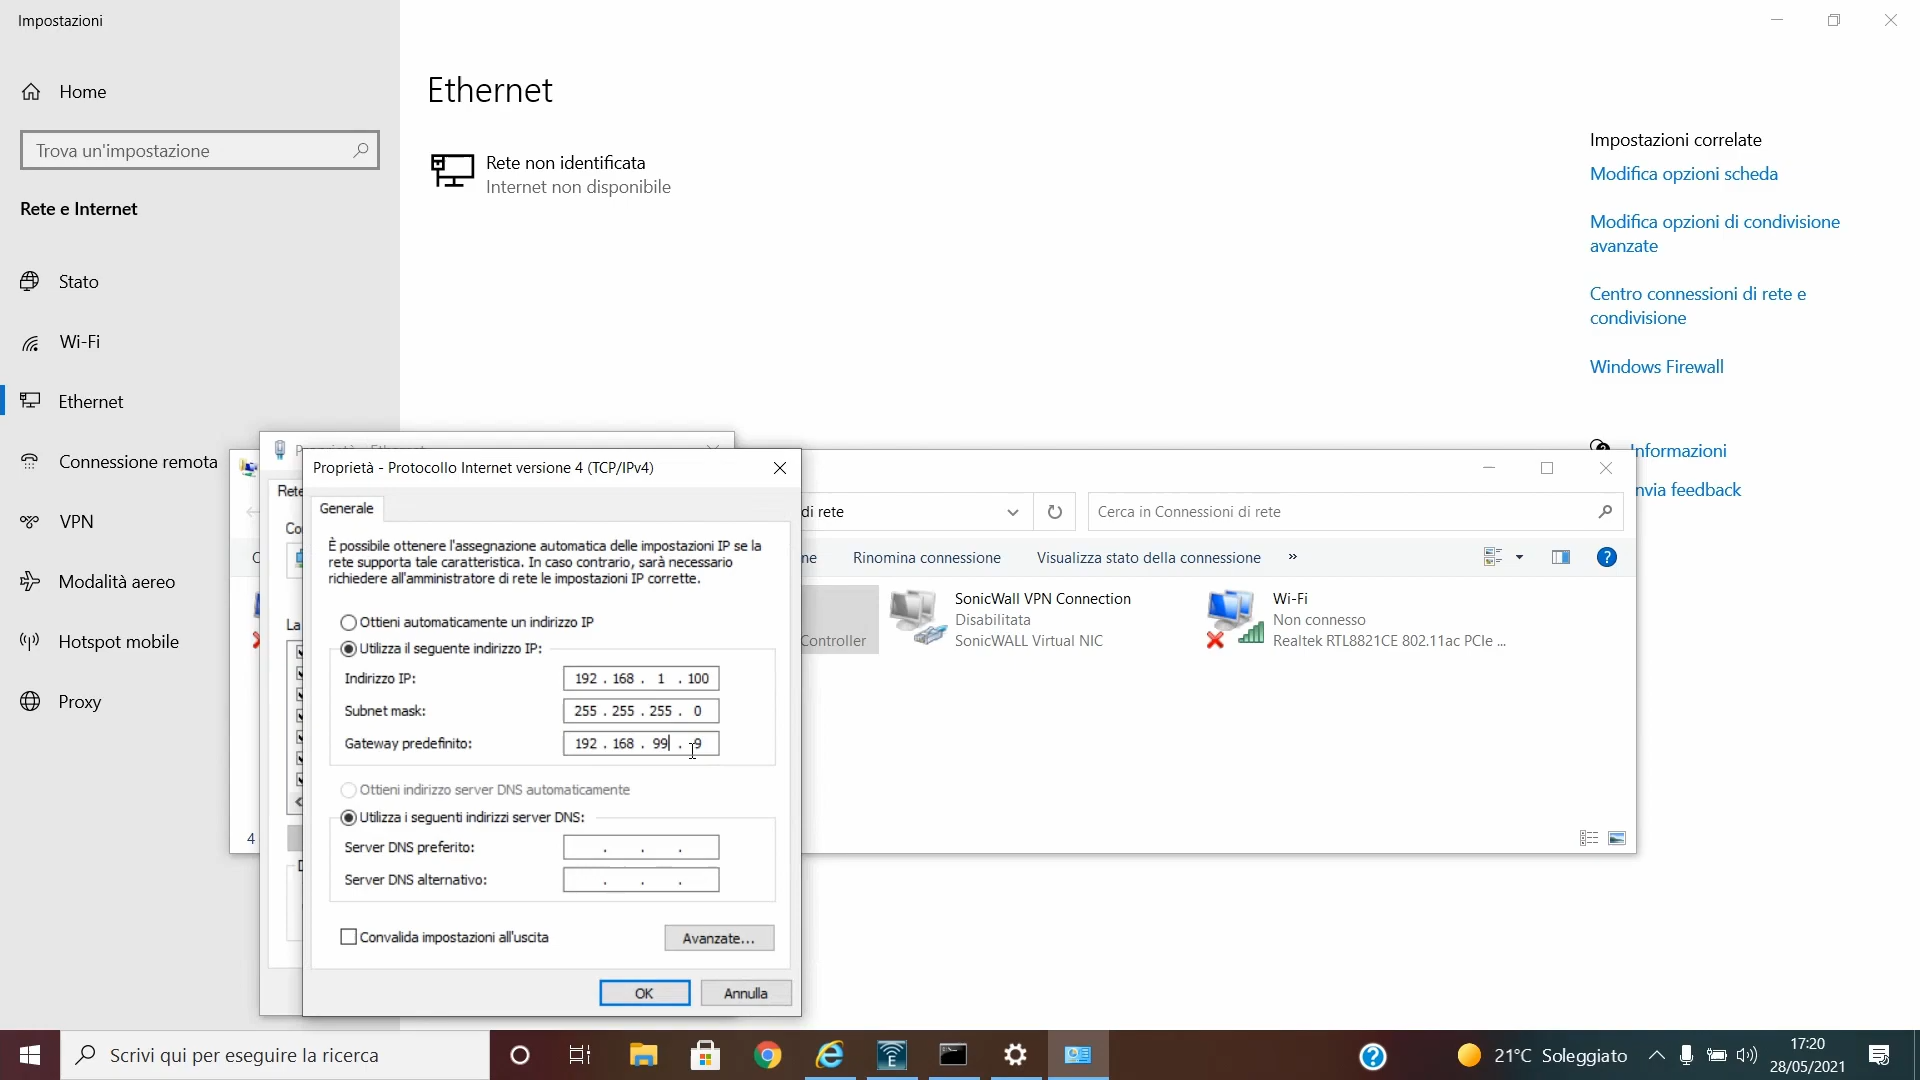 Impostazioni
Home
Trova un'impostazione
Rete e Internet
Stato
Wi-Fi
Ethernet
Connessione remota
VPN
Modalità aereo
Hotspot mobile
Proxy
Ethernet
Rete non identificata
Internet non disponibile
Impostazioni correlate
Modifica opzioni scheda
Modifica opzioni di condivisione
avanzate
Centro connessioni di rete e
condivisione
Windows Firewall
Informazioni
nvia feedback
Rete
Co
La
4
Proprietà - Protocollo Internet versione 4 (TCP/IPv4)
Generale
È possibile ottenere l'assegnazione automatica delle impostazioni IP se la
rete supporta tale caratteristica. In caso contrario, sarà necessario
richiedere all'amministratore di rete le impostazioni IP corrette.
Ottieni automaticamente un indirizzo IP
Utilizza il seguente indirizzo IP:
Indirizzo IP: 192 . 168 . 1 . 100
Subnet mask: 255 . 255 . 255 . 0
Gateway predefinito: 192 . 168 . 99 . 9
Ottieni indirizzo server DNS automaticamente
Utilizza i seguenti indirizzi server DNS:
Server DNS preferito: . . .
Server DNS alternativo: . . .
Convalida impostazioni all'uscita
Avanzate...
OK Annulla
di rete
Cerca in Connessioni di rete
ne Rinomina connessione Visualizza stato della connessione »
Controller
SonicWall VPN Connection
Disabilitata
SonicWALL Virtual NIC
Wi-Fi
Non connesso
Realtek RTL8821CE 802.11ac PCIe ...
Scrivi qui per eseguire la ricerca
21°C Soleggiato
17:20
28/05/2021